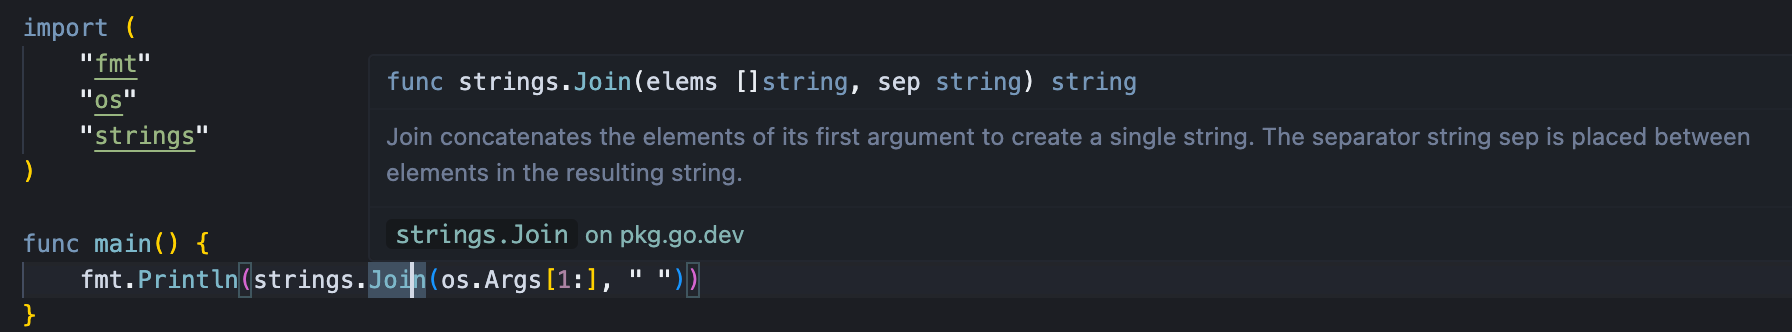 import (
"fmt"
"os"
"strings"
)
func strings.Join(elems []string, sep string) string
Join concatenates the elements of its first argument to create a single string. The separator string sep is placed between
elements in the resulting string.
strings.Join on pkg.go.dev
func main() {
fmt.Println(strings.Join(os.Args[1:], " "))
}